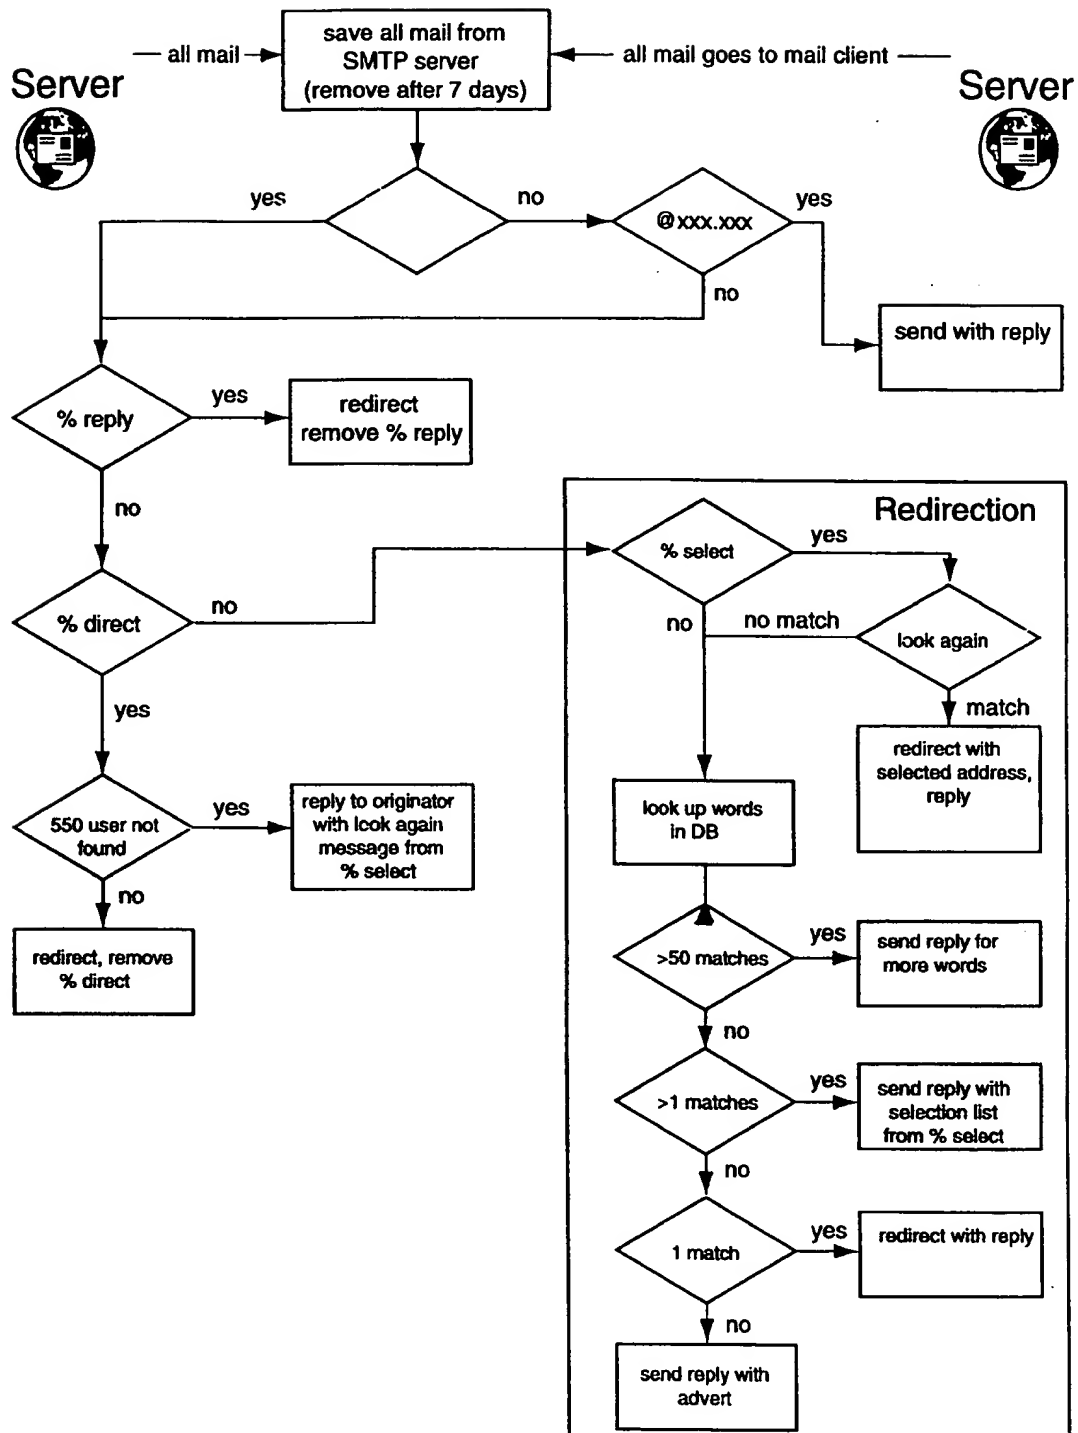 all mail
save all mail from
SMTP server
(remove after 7 days)
all mail goes to mail client
Server
Server
yes
no
@xxx.xxx
yes
no
send with reply
% reply
yes
redirect
remove % reply
no
% direct
no
yes
550 user not
found
yes
reply to originator
with look again
message from
% select
no
redirect, remove
% direct
Redirection
% select
yes
no
no match
look again
match
redirect with
selected address,
reply
look up words
in DB
>50 matches
yes
send reply for
more words
no
>1 matches
yes
send reply with
selection list
from % select
no
1 match
yes
redirect with reply
no
send reply with
advert